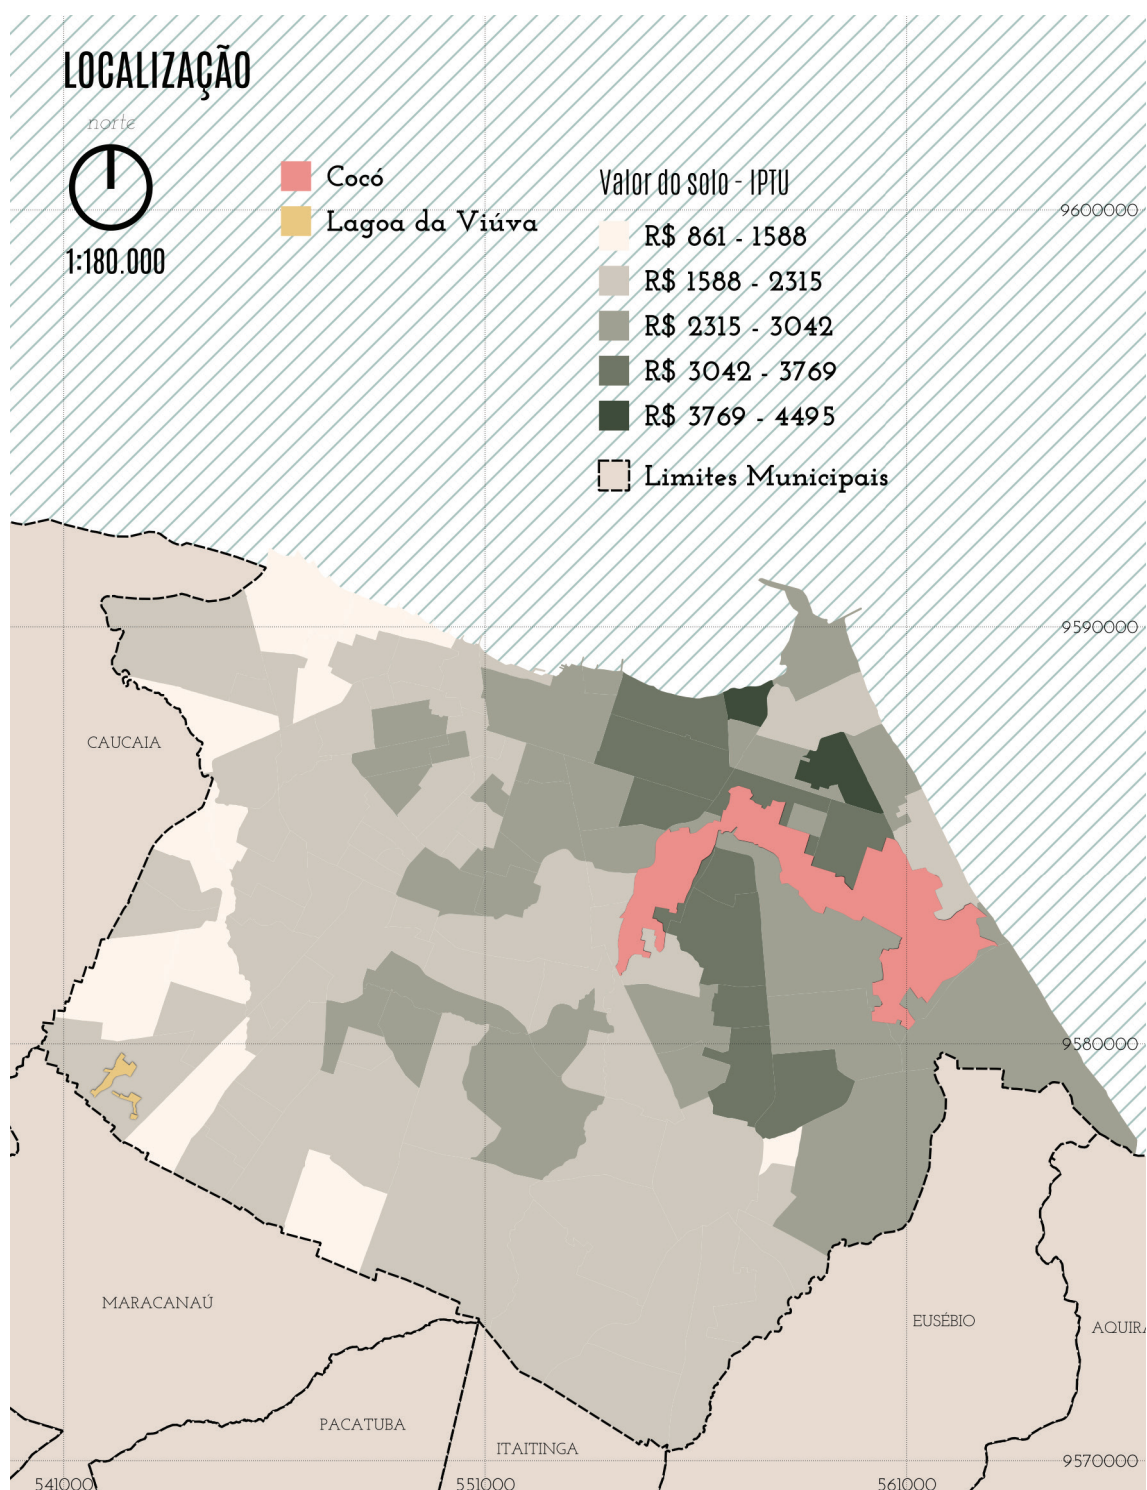 LOCALIZAÇÃO
norte
1:180.000
Cocó
Lagoa da Viúva
Valor do solo - IPTU
R$ 861 - 1588
R$ 1588 - 2315
R$ 2315 - 3042
R$ 3042 - 3769
R$ 3769 - 4495
Limites Municipais
9600000
9590000
CAUCAIA
9580000
MARACANAÚ
EUSÉBIO
AQUIRA
PACATUBA
ITAITINGA
9570000
541000
551000
561000